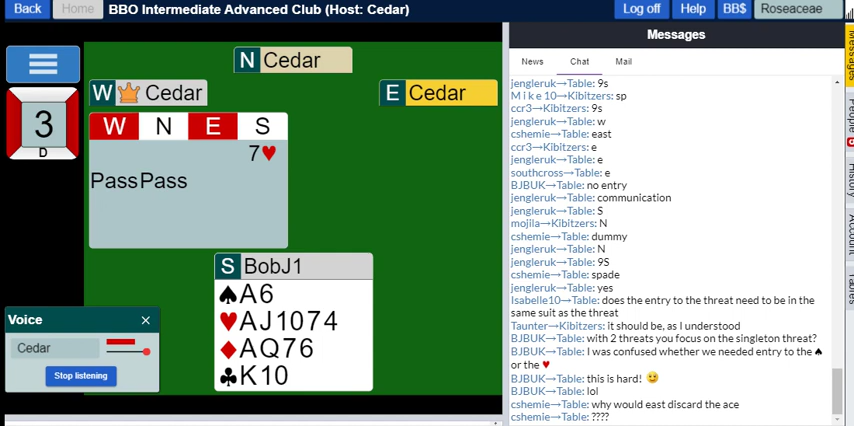 Back Home BBO Intermediate Advanced Club (Host: Cedar) Log off Help BB$ Roseaceae
Messages
News Chat Mail
N Cedar
W Cedar
E Cedar
3
D
W N E S
7♥
Pass Pass
S BobJ1
♠A6
♥AJ1074
♦AQ76
♣K10
Voice ×
Cedar
Stop listening
jengleruk→Table: 9s
M i k e 10→Kibitzers: sp
ccr3→Kibitzers: 9s
jengleruk→Table: w
cshemie→Table: east
ccr3→Kibitzers: e
jengleruk→Table: e
southcross→Table: e
BJBUK→Table: no entry
jengleruk→Table: communication
jengleruk→Table: S
mojila→Kibitzers: N
cshemie→Table: dummy
jengleruk→Table: N
jengleruk→Table: 9S
cshemie→Table: spade
jengleruk→Table: yes
Isabelle10→Table: does the entry to the threat need to be in the
same suit as the threat
Taunter→Kibitzers: it should be, as I understood
BJBUK→Table: with 2 threats you focus on the singleton threat?
BJBUK→Table: I was confused whether we needed entry to the ♠
or the ♥
BJBUK→Table: this is hard! 😉
BJBUK→Table: lol
cshemie→Table: why would east discard the ace
cshemie→Table: ????
Messages
People
History
Account
Tables